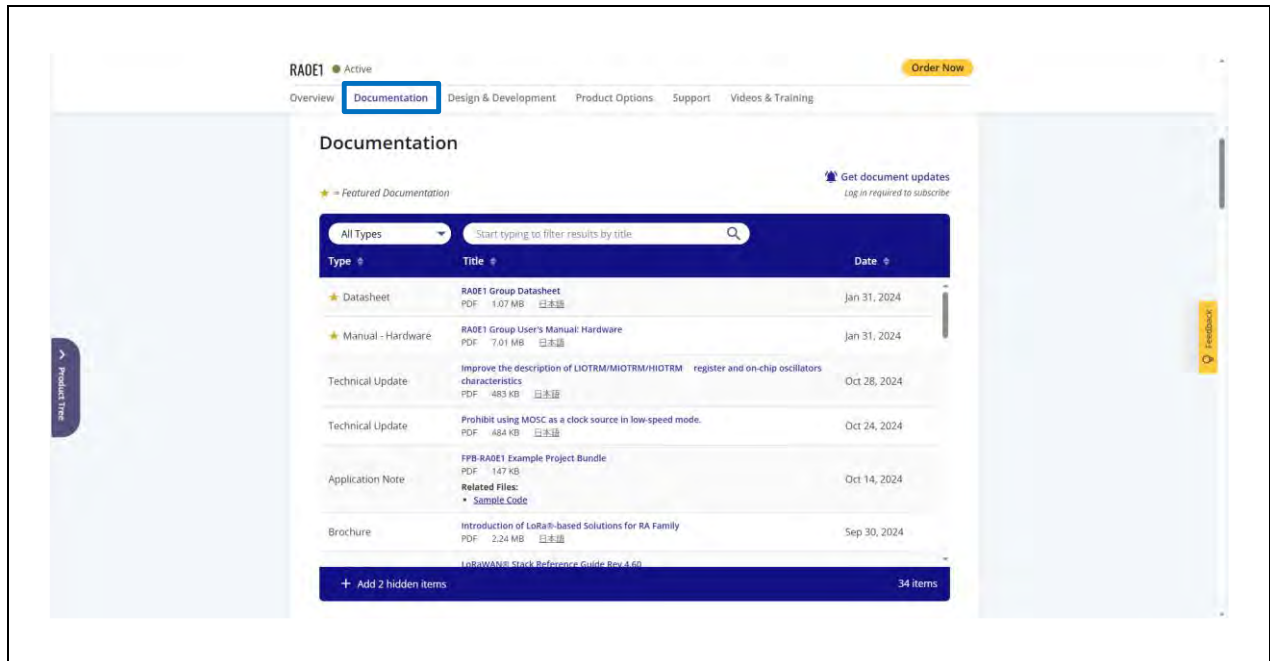 RA0E1 Active
Order Now
Overview Documentation Design & Development Product Options Support Videos & Training
Documentation
Get document updates
= Featured Documentation
Log in required to subscribe
All Types
Start typing to filter results by title
Type Title Date
Datasheet
RA0E1 Group Datasheet
PDF 1.07 MB 日本語
Jan 31, 2024
Manual - Hardware
RA0E1 Group User's Manual: Hardware
PDF 7.01 MB 日本語
Jan 31, 2024
Technical Update
Improve the description of LIOTRM/MIOTRM/HIOTRM register and on-chip oscillators
characteristics
PDF 483 KB 日本語
Oct 28, 2024
Technical Update
Prohibit using MOSC as a clock source in low-speed mode.
PDF 484 KB 日本語
Oct 24, 2024
Application Note
FPB-RA0E1 Example Project Bundle
PDF 147 KB
Related Files:
• Sample Code
Oct 14, 2024
Brochure
Introduction of LoRa®-based Solutions for RA Family
PDF 2.24 MB 日本語
Sep 30, 2024
LoRaWAN® Stack Reference Guide Rev.4.60
+ Add 2 hidden items
34 items
Product Tree
Feedback